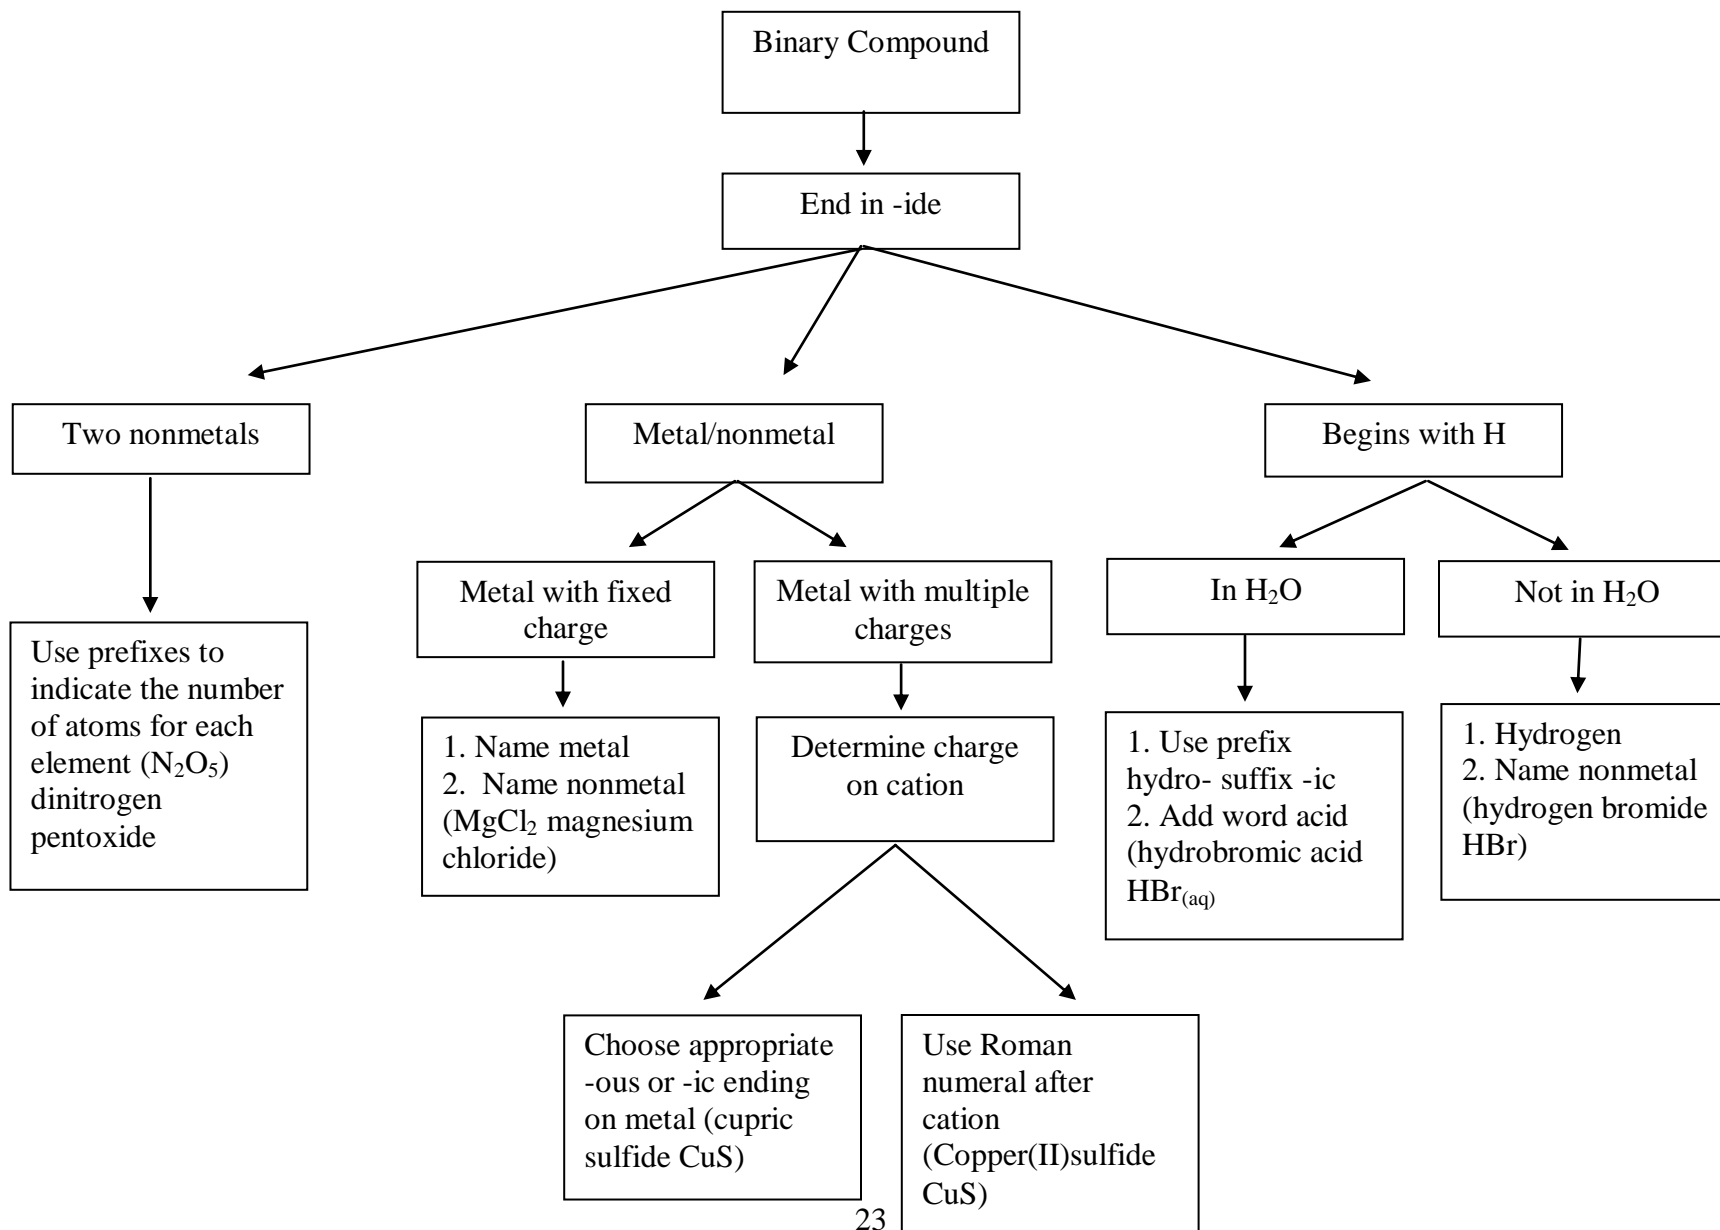 Binary Compound
End in -ide
Two nonmetals
Metal/nonmetal
Begins with H
Metal with fixed
charge
Metal with multiple
charges
In H₂O
Not in H₂O
Use prefixes to
indicate the number
of atoms for each
element (N₂O₅)
dinitrogen
pentoxide
1. Name metal
2. Name nonmetal
(MgCl₂ magnesium
chloride)
Determine charge
on cation
1. Use prefix
hydro- suffix -ic
2. Add word acid
(hydrobromic acid
HBr(aq)
1. Hydrogen
2. Name nonmetal
(hydrogen bromide
HBr)
Choose appropriate
-ous or -ic ending
on metal (cupric
sulfide CuS)
Use Roman
numeral after
cation
(Copper(II)sulfide
CuS)
23